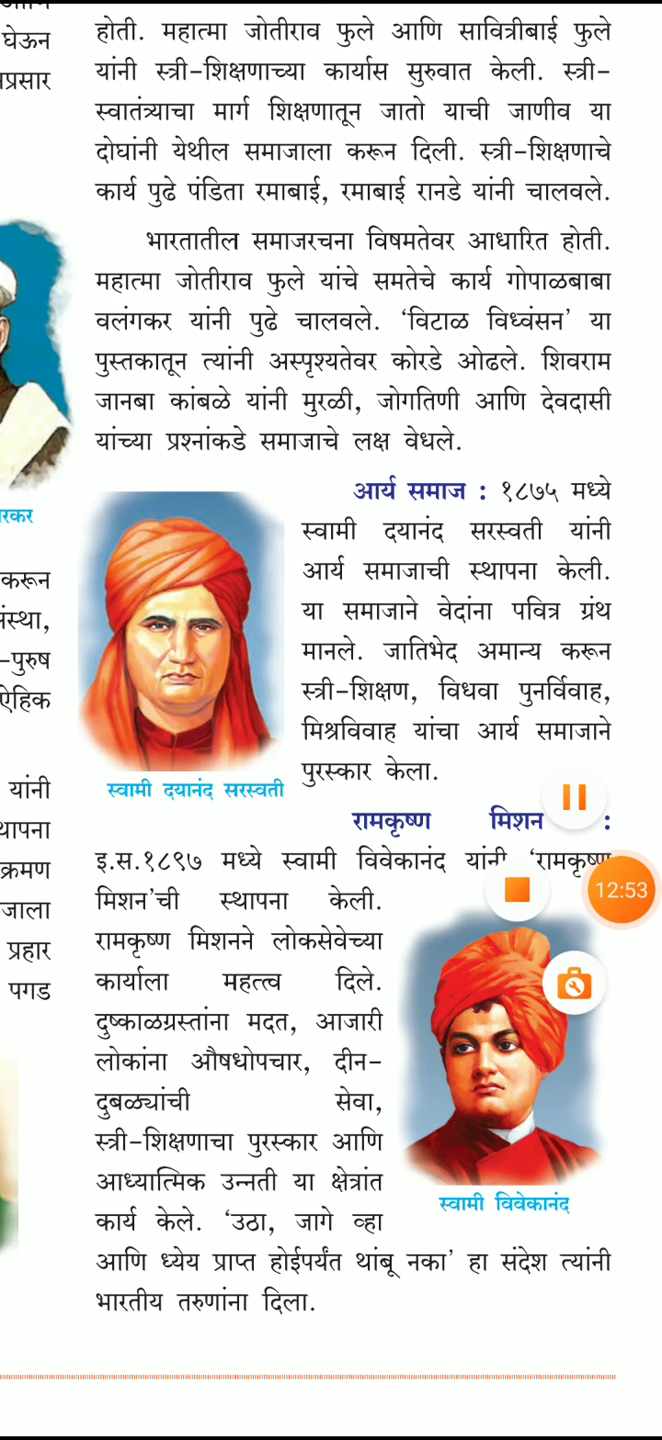 घेऊन
प्रसार
रकर
करून
संस्था,
-पुरुष
ऐहिक
यांनी
थापना
क्रमण
जाला
प्रहार
पगड
होती. महात्मा जोतीराव फुले आणि सावित्रीबाई फुले
यांनी स्त्री-शिक्षणाच्या कार्यास सुरुवात केली. स्त्री-
स्वातंत्र्याचा मार्ग शिक्षणातून जातो याची जाणीव या
दोघांनी येथील समाजाला करून दिली. स्त्री-शिक्षणाचे
कार्य पुढे पंडिता रमाबाई, रमाबाई रानडे यांनी चालवले.
भारतातील समाजरचना विषमतेवर आधारित होती.
महात्मा जोतीराव फुले यांचे समतेचे कार्य गोपाळबाबा
वलंगकर यांनी पुढे चालवले. ‘विटाळ विध्वंसन’ या
पुस्तकातून त्यांनी अस्पृश्यतेवर कोरडे ओढले. शिवराम
जानबा कांबळे यांनी मुरळी, जोगतिणी आणि देवदासी
यांच्या प्रश्नांकडे समाजाचे लक्ष वेधले.
आर्य समाज : १८७५ मध्ये
स्वामी दयानंद सरस्वती यांनी
आर्य समाजाची स्थापना केली.
या समाजाने वेदांना पवित्र ग्रंथ
मानले. जातिभेद अमान्य करून
स्त्री-शिक्षण, विधवा पुनर्विवाह,
मिश्रविवाह यांचा आर्य समाजाने
पुरस्कार केला.
स्वामी दयानंद सरस्वती
रामकृष्ण मिशन :
इ.स.१८९७ मध्ये स्वामी विवेकानंद यांनी ‘रामकृष्ण
मिशन’ची स्थापना केली.
रामकृष्ण मिशनने लोकसेवेच्या
कार्याला महत्त्व दिले.
दुष्काळग्रस्तांना मदत, आजारी
लोकांना औषधोपचार, दीन-
दुबळ्यांची सेवा,
स्त्री-शिक्षणाचा पुरस्कार आणि
आध्यात्मिक उन्नती या क्षेत्रांत
कार्य केले. ‘उठा, जागे व्हा
आणि ध्येय प्राप्त होईपर्यंत थांबू नका’ हा संदेश त्यांनी
भारतीय तरुणांना दिला.
स्वामी विवेकानंद
12:53